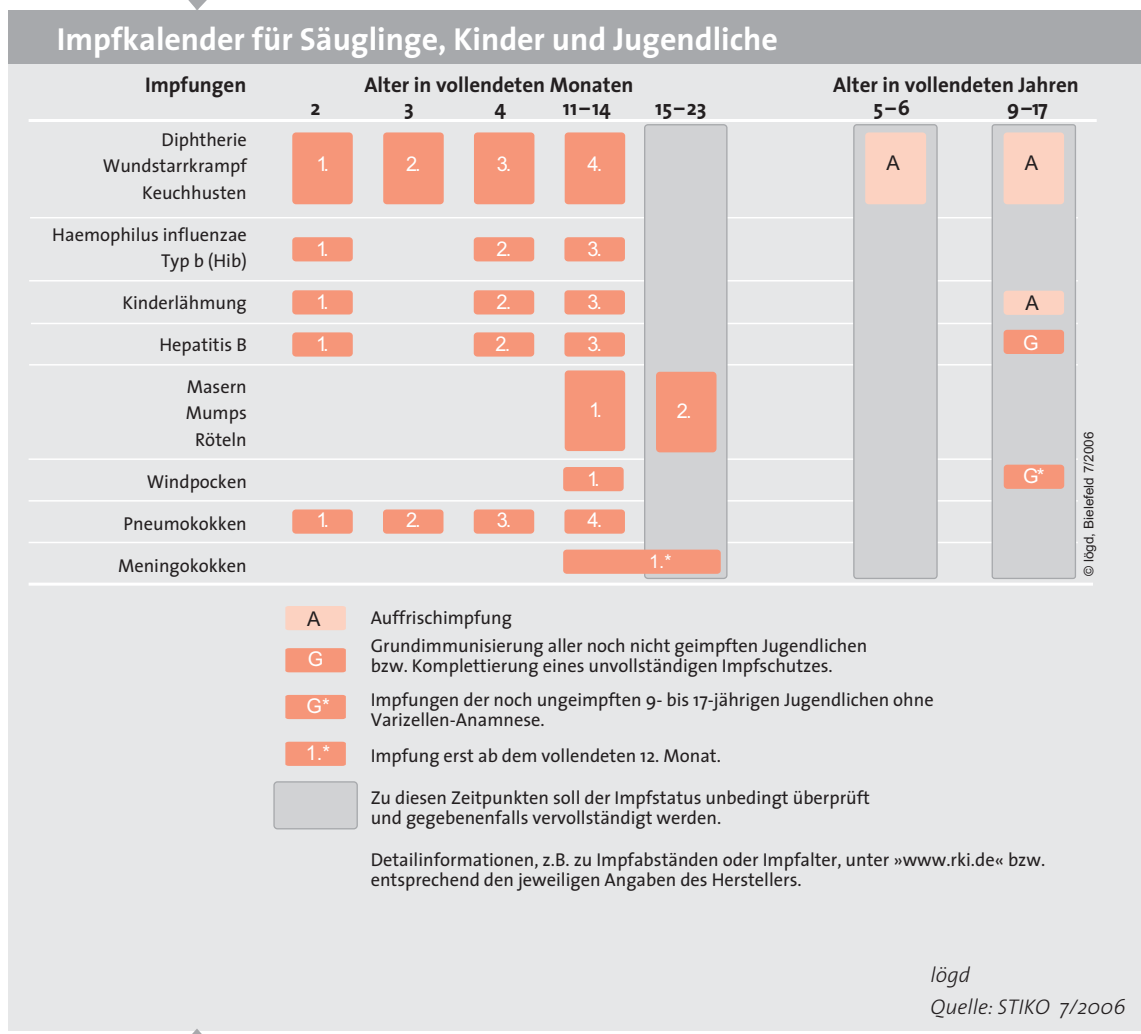 Impfkalender für Säuglinge, Kinder und Jugendliche
Impfungen Alter in vollendeten Monaten Alter in vollendeten Jahren
2 3 4 11–14 15–23 5–6 9–17
Diphtherie
Wundstarrkrampf 1. 2. 3. 4. A A
Keuchhusten
Haemophilus influenzae
Typ b (Hib) 1. 2. 3.
Kinderlähmung 1. 2. 3. A
Hepatitis B 1. 2. 3. G
Masern
Mumps 1. 2.
Röteln
Windpocken 1. G*
Pneumokokken 1. 2. 3. 4.
Meningokokken 1.*
© lögd, Bielefeld 7/2006
A Auffrischimpfung
G Grundimmunisierung aller noch nicht geimpften Jugendlichen
bzw. Komplettierung eines unvollständigen Impfschutzes.
G* Impfungen der noch ungeimpften 9- bis 17-jährigen Jugendlichen ohne
Varizellen-Anamnese.
1.* Impfung erst ab dem vollendeten 12. Monat.
Zu diesen Zeitpunkten soll der Impfstatus unbedingt überprüft
und gegebenenfalls vervollständigt werden.
Detailinformationen, z.B. zu Impfabständen oder Impfalter, unter »www.rki.de« bzw.
entsprechend den jeweiligen Angaben des Herstellers.
lögd
Quelle: STIKO 7/2006